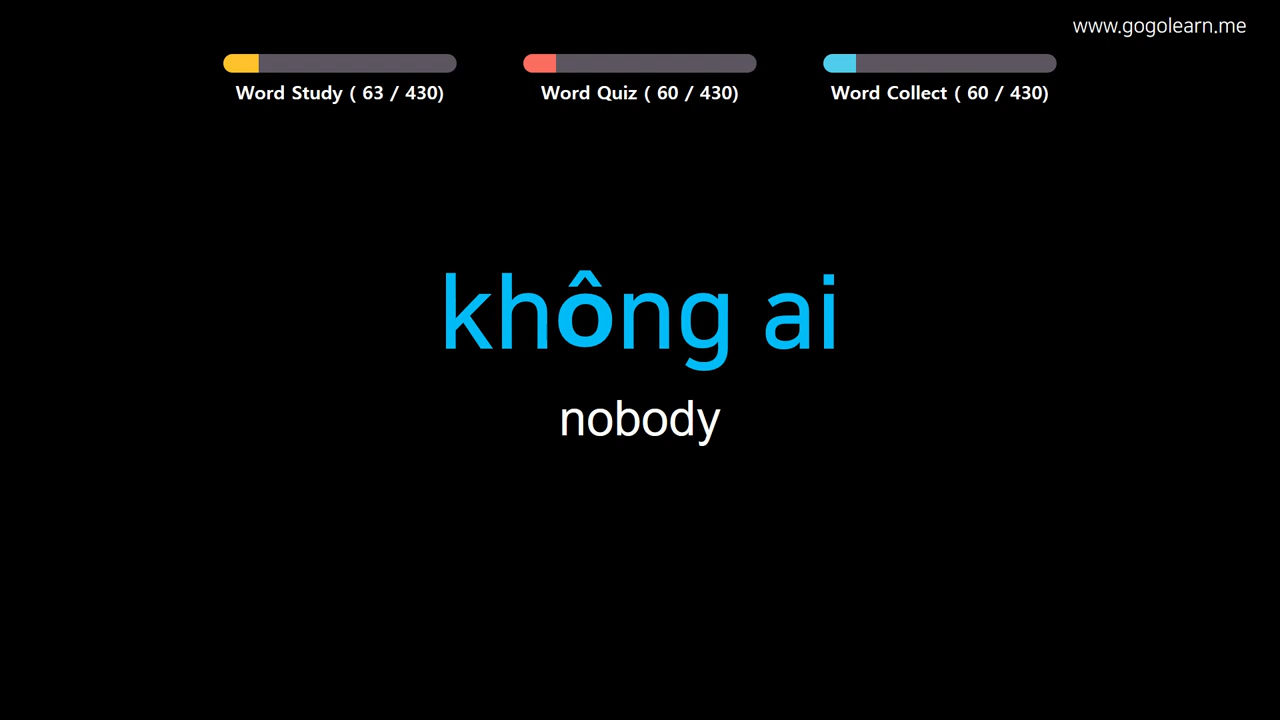 www.gogolearn.me
Word Study ( 63 / 430)
Word Quiz ( 60 / 430)
Word Collect ( 60 / 430)
không ai
nobody